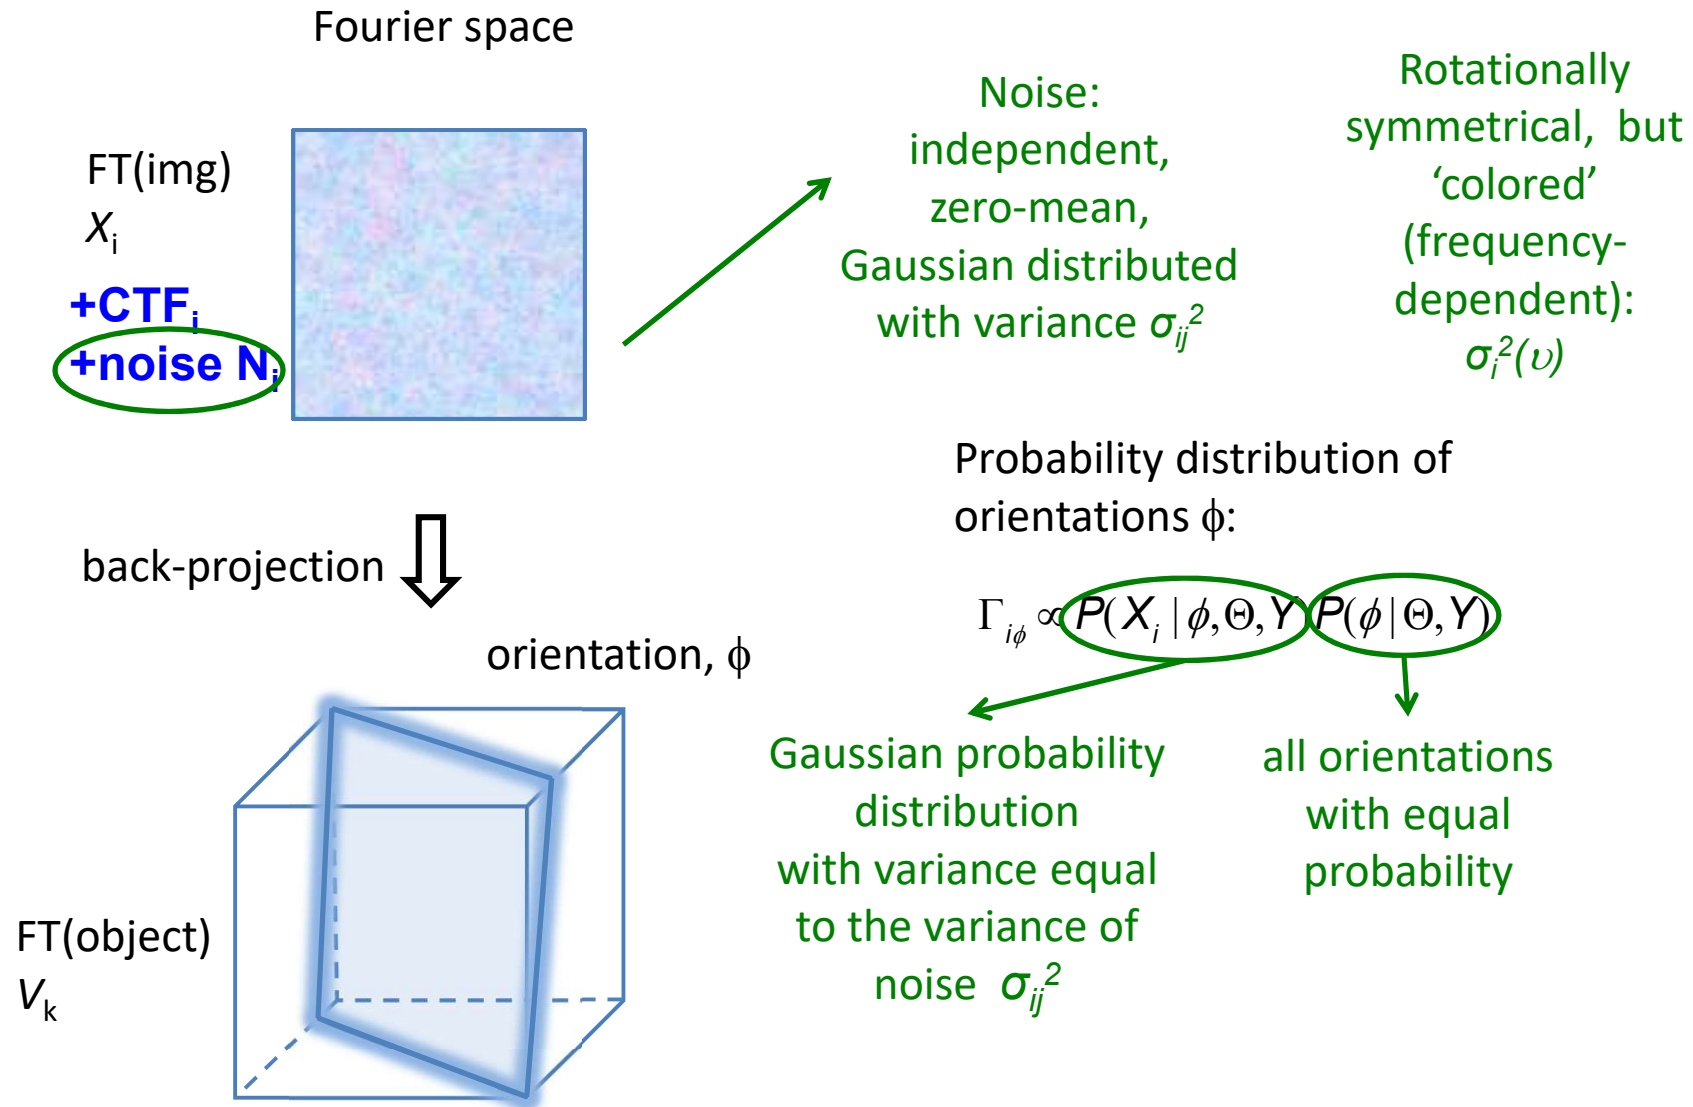 Fourier space
FT(img)
Xi
+CTFi
+noise Ni
Noise:
independent,
zero-mean,
Gaussian distributed
with variance σij²
Rotationally
symmetrical, but
‘colored’
(frequency-
dependent):
σi²(υ)
back-projection
orientation, ϕ
FT(object)
Vk
Probability distribution of
orientations ϕ:
Γiϕ ∝ P(Xi | ϕ,Θ,Y) P(ϕ | Θ,Y)
Gaussian probability
distribution
with variance equal
to the variance of
noise σij²
all orientations
with equal
probability